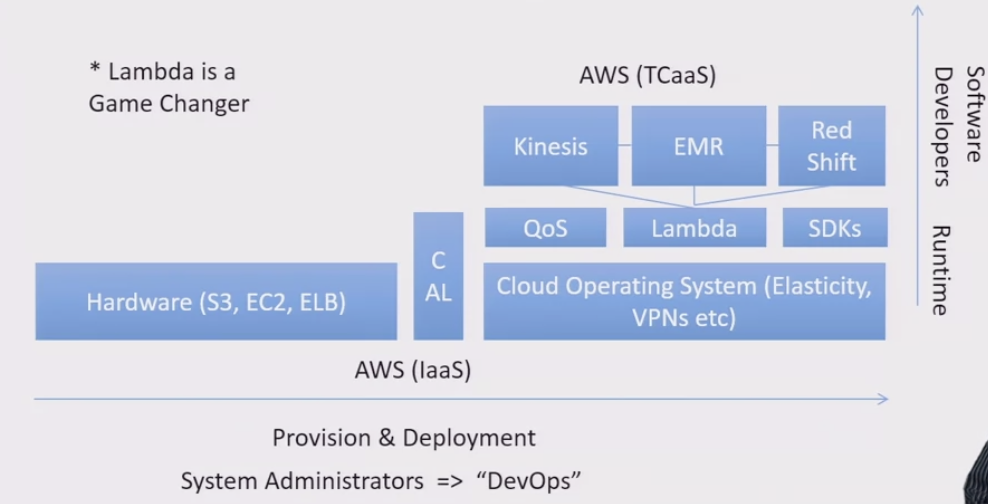 * Lambda is a
Game Changer
AWS (TCaaS)
Kinesis
EMR
Red
Shift
QoS
Lambda
SDKs
C
AL
Hardware (S3, EC2, ELB)
Cloud Operating System (Elasticity,
VPNs etc)
AWS (IaaS)
Provision & Deployment
System Administrators => “DevOps”
Software
Developers
Runtime